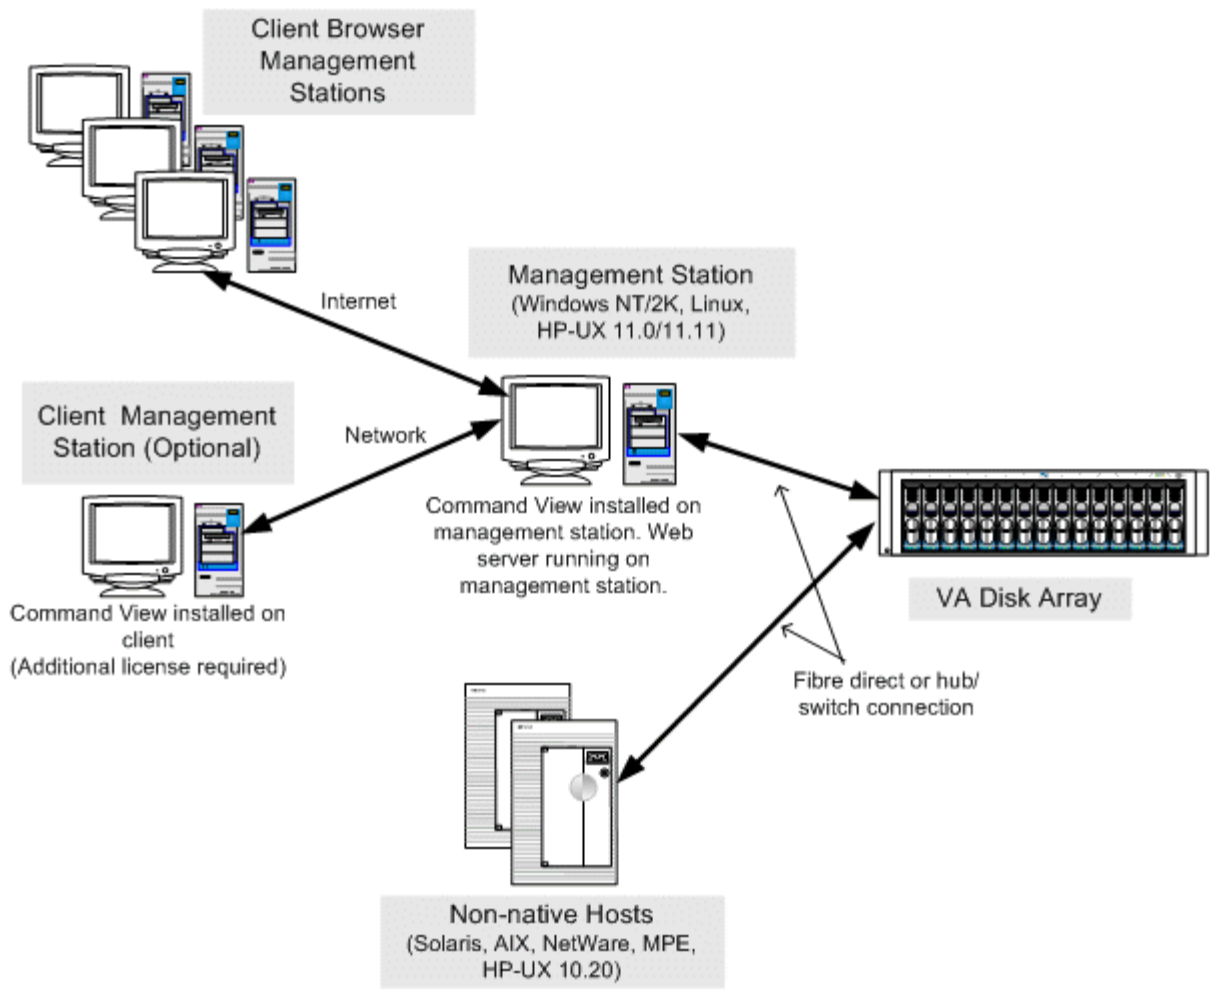 Client Browser
Management
Stations
Internet
Management Station
(Windows NT/2K, Linux,
HP-UX 11.0/11.11)
Client Management
Station (Optional)
Network
Command View installed on
management station. Web
server running on
management station.
VA Disk Array
Command View installed on
client
(Additional license required)
Fibre direct or hub/
switch connection
Non-native Hosts
(Solaris, AIX, NetWare, MPE,
HP-UX 10.20)